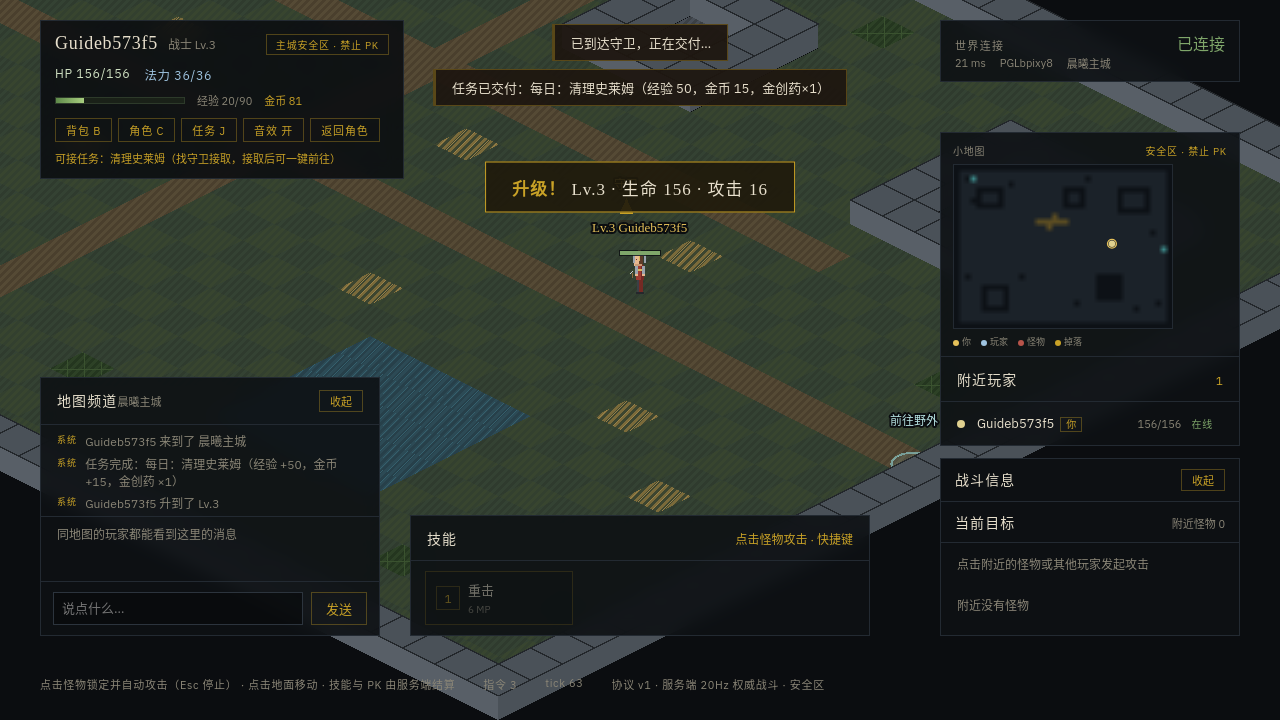 Guideb573f5 战士 Lv.3 主城安全区 · 禁止 PK
HP 156/156 法力 36/36
经验 20/90 金币 81
背包 B 角色 C 任务 J 音效 开 返回角色
可接任务：清理史莱姆（找守卫接取，接取后可一键前往）
已到达守卫，正在交付...
任务已交付：每日：清理史莱姆（经验 50，金币 15，金创药×1）
升级！ Lv.3 · 生命 156 · 攻击 16
Lv.3 Guideb573f5
前往野外
世界连接 已连接
21 ms PGLbpixy8 晨曦主城
小地图 安全区 · 禁止 PK
你 玩家 怪物 掉落
附近玩家 1
Guideb573f5 你 156/156 在线
战斗信息 收起
当前目标 附近怪物 0
点击附近的怪物或其他玩家发起攻击
附近没有怪物
地图频道 晨曦主城 收起
系统 Guideb573f5 来到了 晨曦主城
系统 任务完成：每日：清理史莱姆（经验 +50，金币
+15，金创药 ×1）
系统 Guideb573f5 升到了 Lv.3
同地图的玩家都能看到这里的消息
说点什么... 发送
技能 点击怪物攻击 · 快捷键
1 重击
6 MP
点击怪物锁定并自动攻击（Esc 停止） · 点击地面移动 · 技能与 PK 由服务端结算 指令 3 tick 63 协议 v1 · 服务端 20Hz 权威战斗 · 安全区